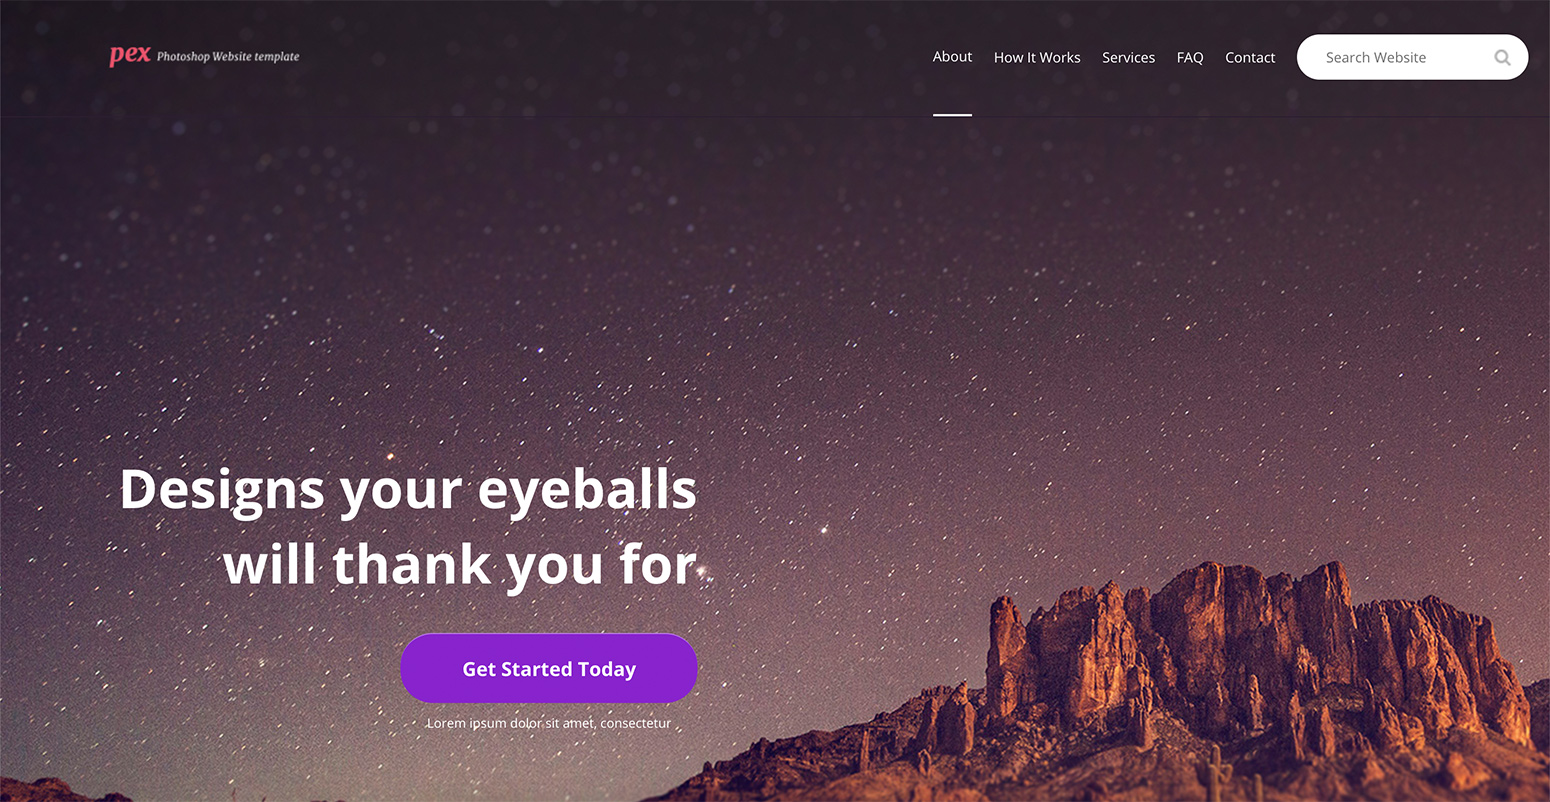 pex Photoshop Website template
About How It Works Services FAQ Contact Search Website
Designs your eyeballs
will thank you for
Get Started Today
Lorem ipsum dolor sit amet, consectetur